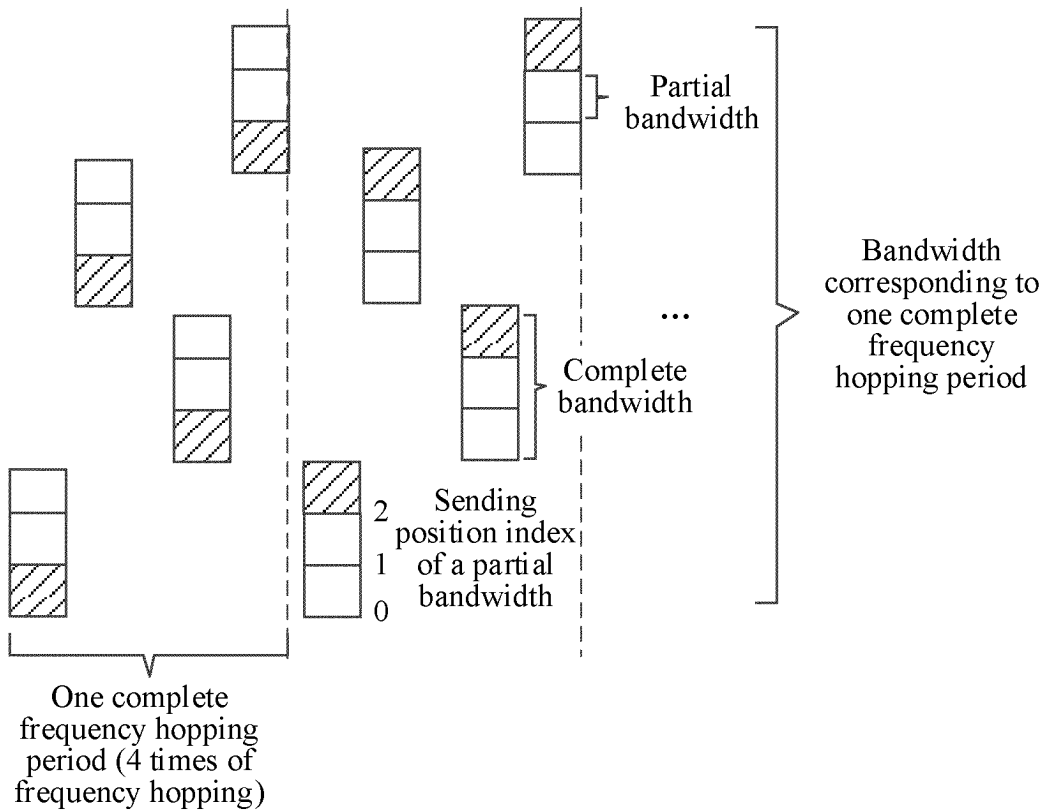 Partial
bandwidth
Bandwidth
corresponding to
one complete
frequency
hopping period
...
Complete
bandwidth
2
1
0
Sending
position index
of a partial
bandwidth
One complete
frequency hopping
period (4 times of
frequency hopping)